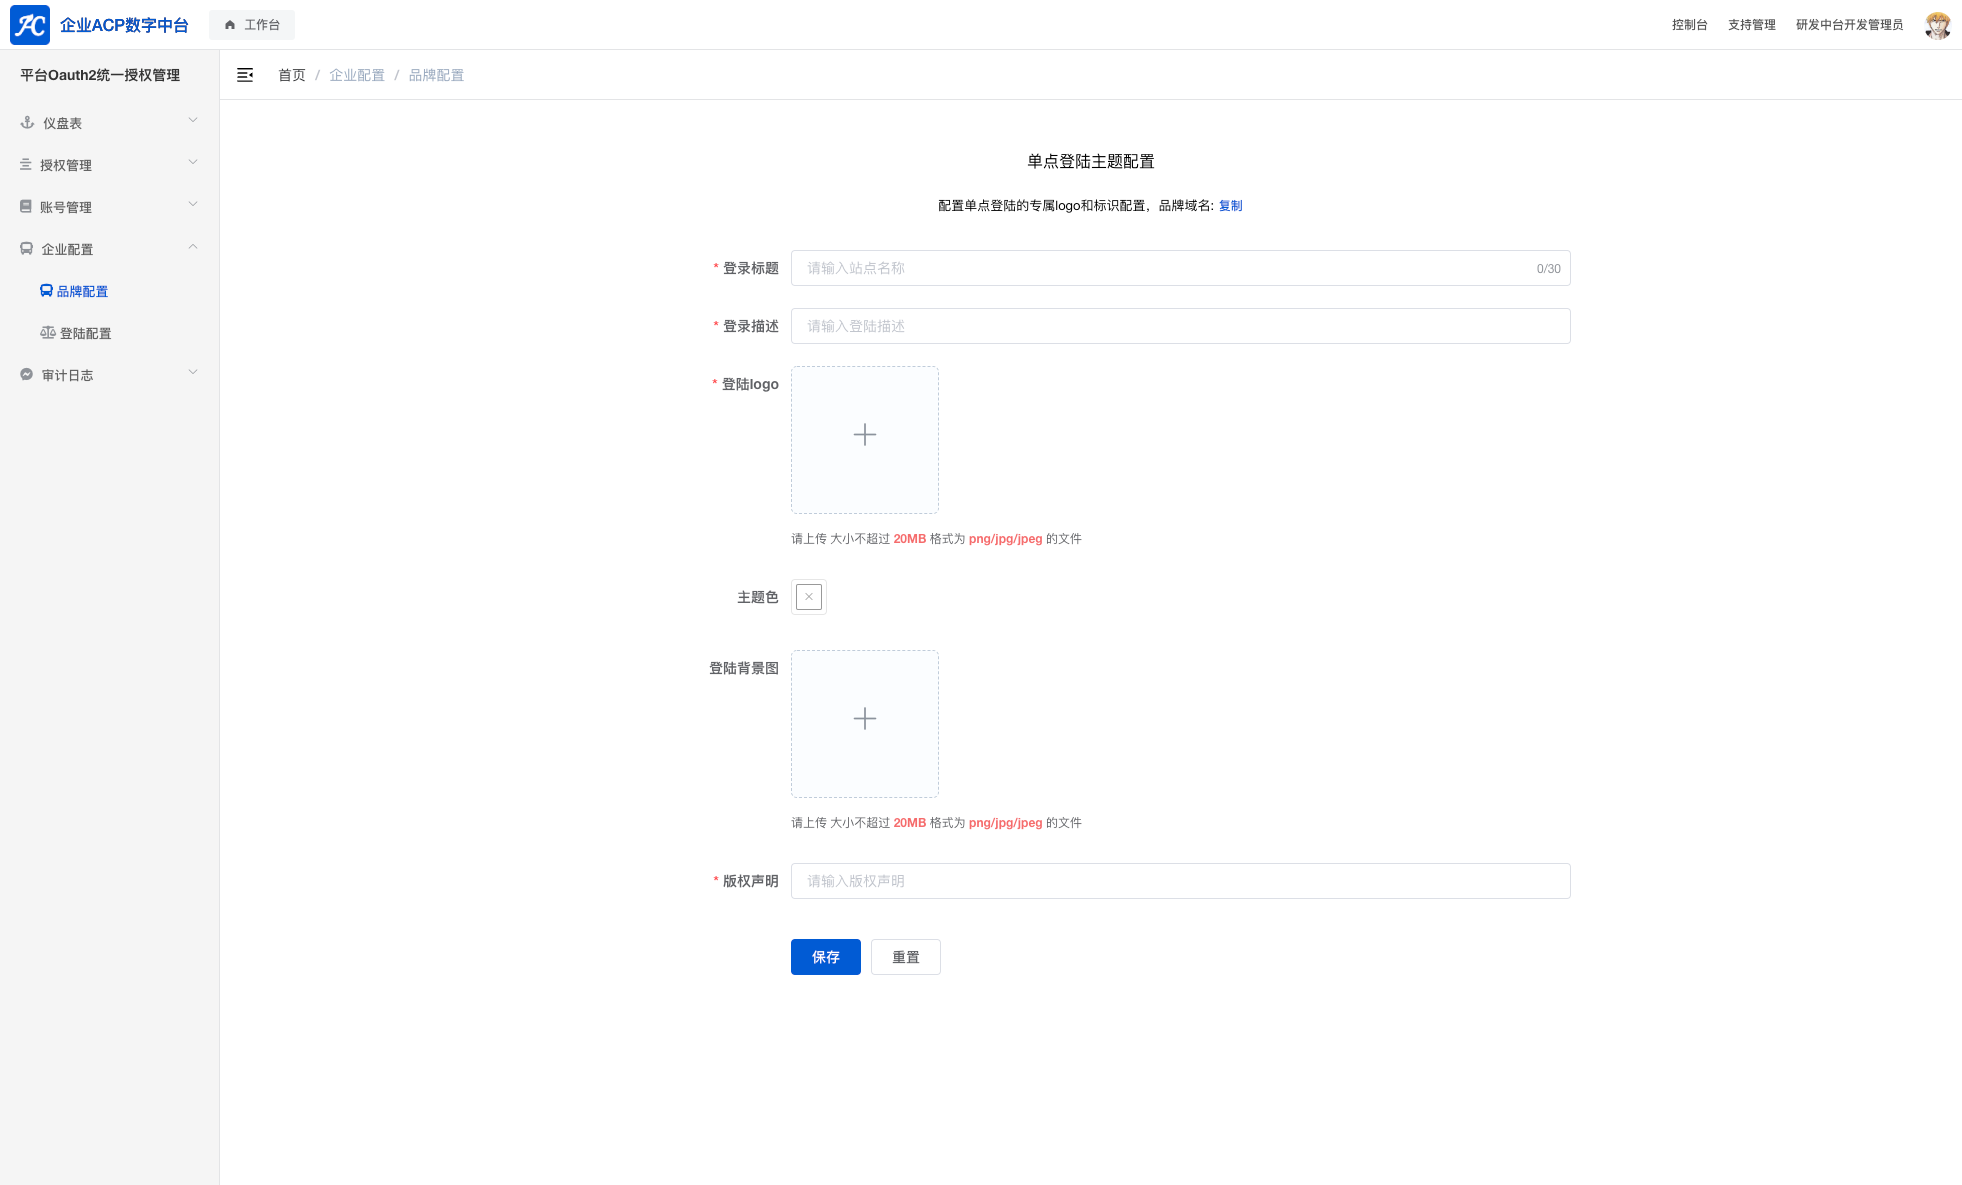 企业ACP数字中台
工作台
控制台
支持管理
研发中台开发管理员
平台Oauth2统一授权管理
仪盘表
授权管理
账号管理
企业配置
品牌配置
登陆配置
审计日志
首页 / 企业配置 / 品牌配置
单点登陆主题配置
配置单点登陆的专属logo和标识配置，品牌域名: 复制
* 登录标题
请输入站点名称
0/30
* 登录描述
请输入登陆描述
* 登陆logo
请上传 大小不超过 20MB 格式为 png/jpg/jpeg 的文件
主题色
登陆背景图
请上传 大小不超过 20MB 格式为 png/jpg/jpeg 的文件
* 版权声明
请输入版权声明
保存
重置